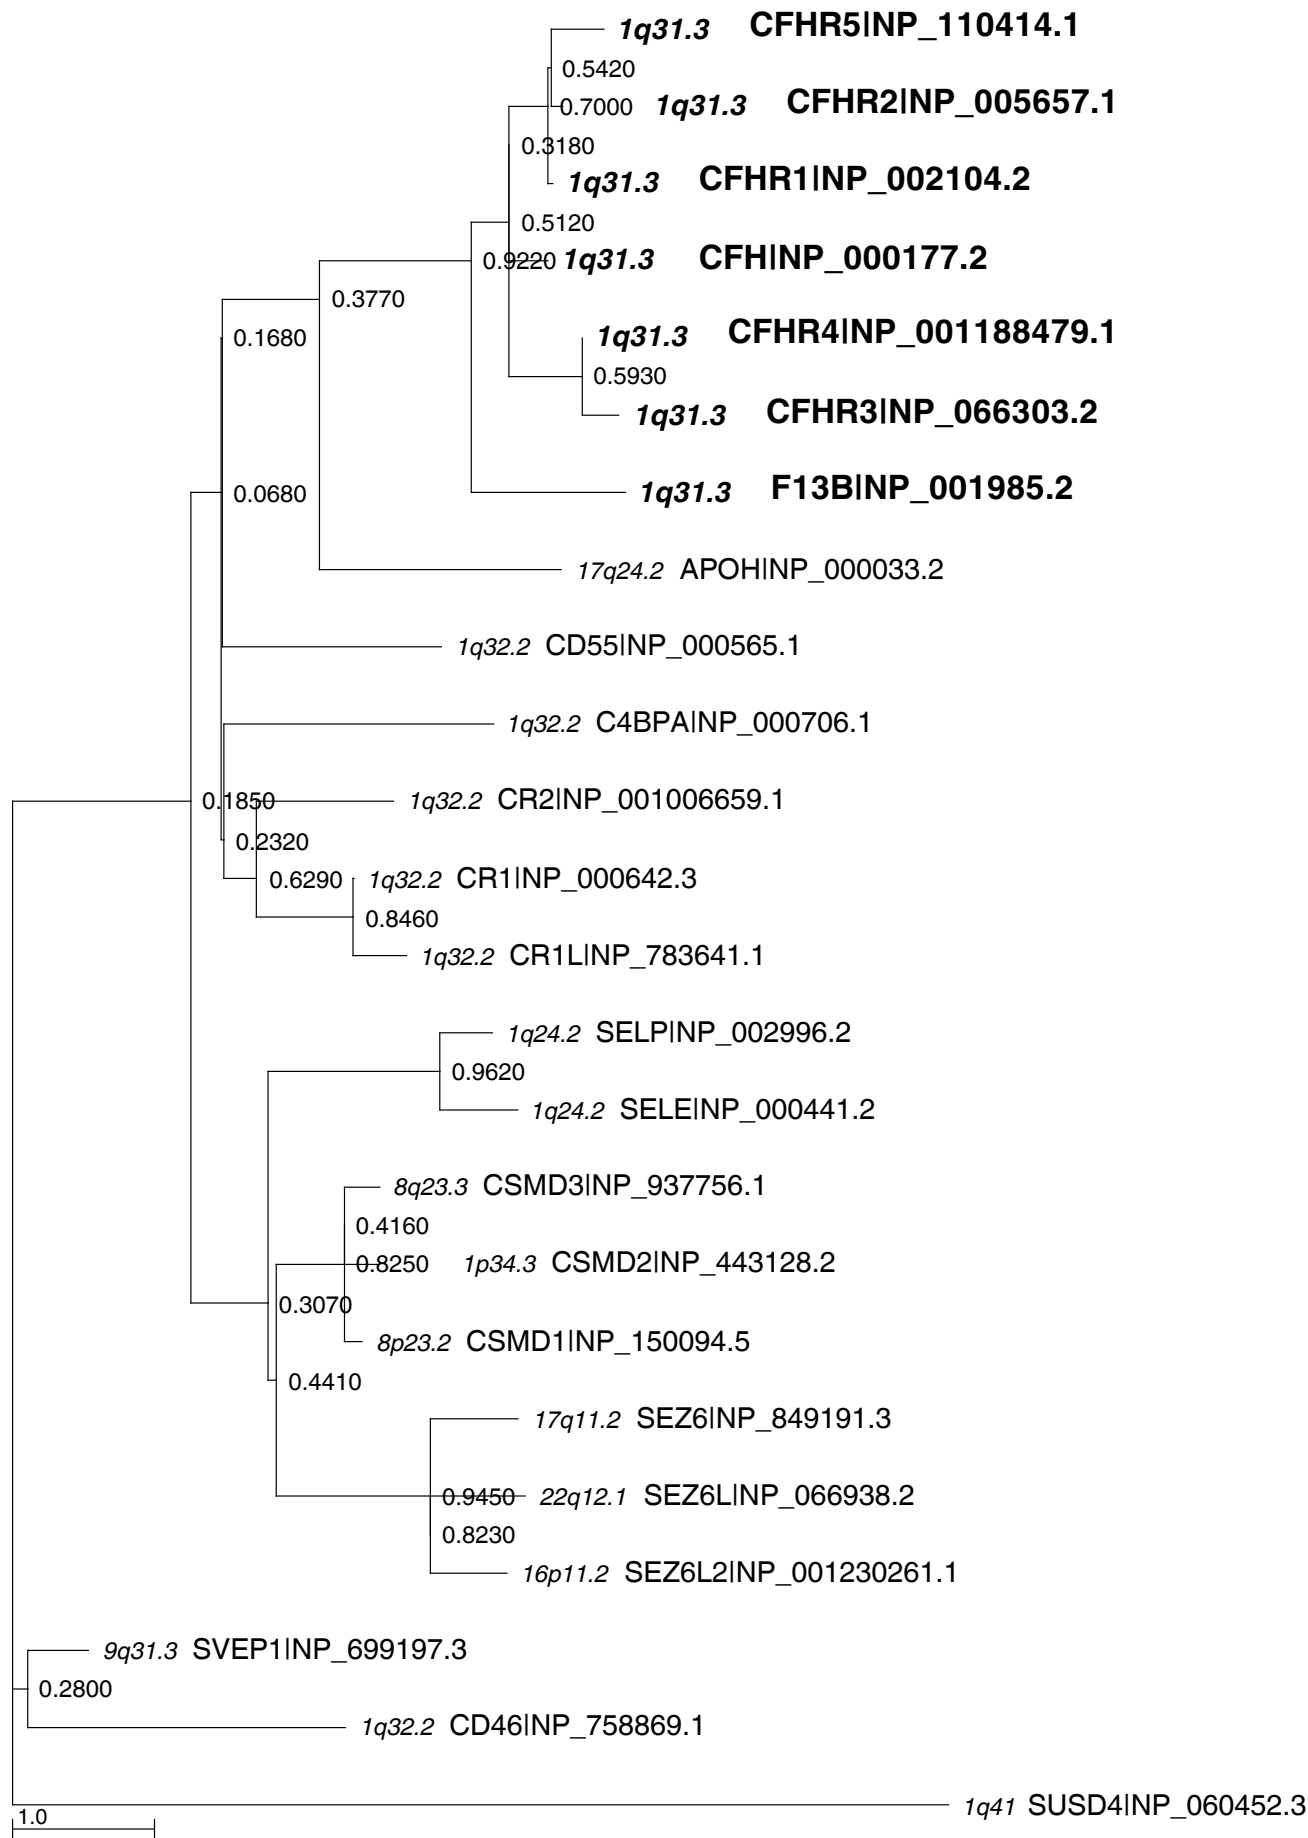 1q31.3 CFHR5|NP_110414.1
0.5420
0.7000 1q31.3 CFHR2|NP_005657.1
0.3180
1q31.3 CFHR1|NP_002104.2
0.5120
0.9220 1q31.3 CFH|NP_000177.2
0.3770
0.1680 1q31.3 CFHR4|NP_001188479.1
0.5930
1q31.3 CFHR3|NP_066303.2
0.0680 1q31.3 F13B|NP_001985.2
17q24.2 APOH|NP_000033.2
1q32.2 CD55|NP_000565.1
1q32.2 C4BPA|NP_000706.1
0.1850 1q32.2 CR2|NP_001006659.1
0.2320
0.6290 1q32.2 CR1|NP_000642.3
0.8460
1q32.2 CR1L|NP_783641.1
1q24.2 SELP|NP_002996.2
0.9620
1q24.2 SELE|NP_000441.2
8q23.3 CSMD3|NP_937756.1
0.4160
0.8250 1p34.3 CSMD2|NP_443128.2
0.3070
8p23.2 CSMD1|NP_150094.5
0.4410
17q11.2 SEZ6|NP_849191.3
0.9450 22q12.1 SEZ6L|NP_066938.2
0.8230
16p11.2 SEZ6L2|NP_001230261.1
9q31.3 SVEP1|NP_699197.3
0.2800
1q32.2 CD46|NP_758869.1
1q41 SUSD4|NP_060452.3
1.0